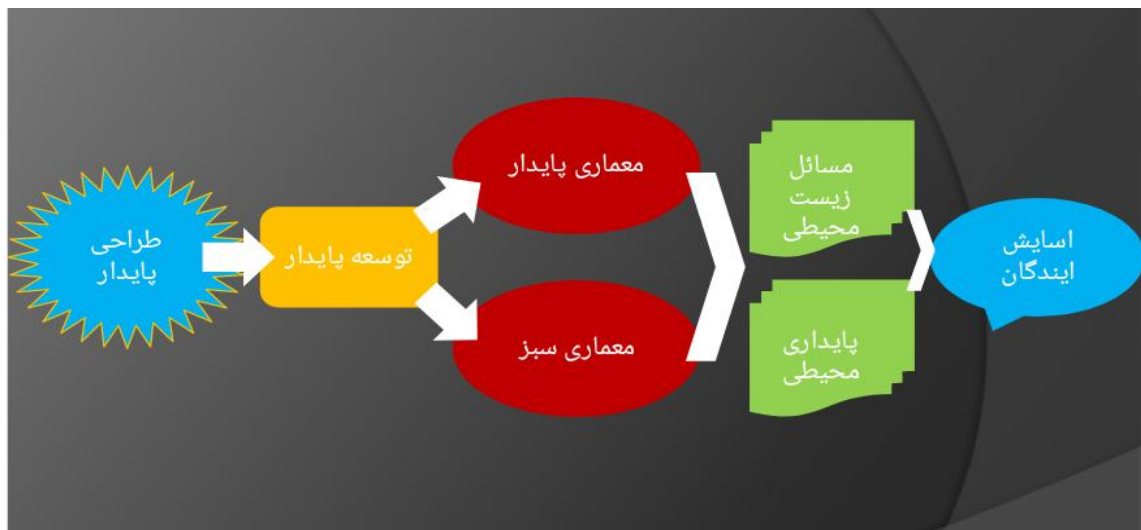 طراحی
پایدار
توسعه پایدار
معماری پایدار
معماری سبز
مسائل
زیست
محیطی
پایداری
محیطی
اسایش
ایندگان